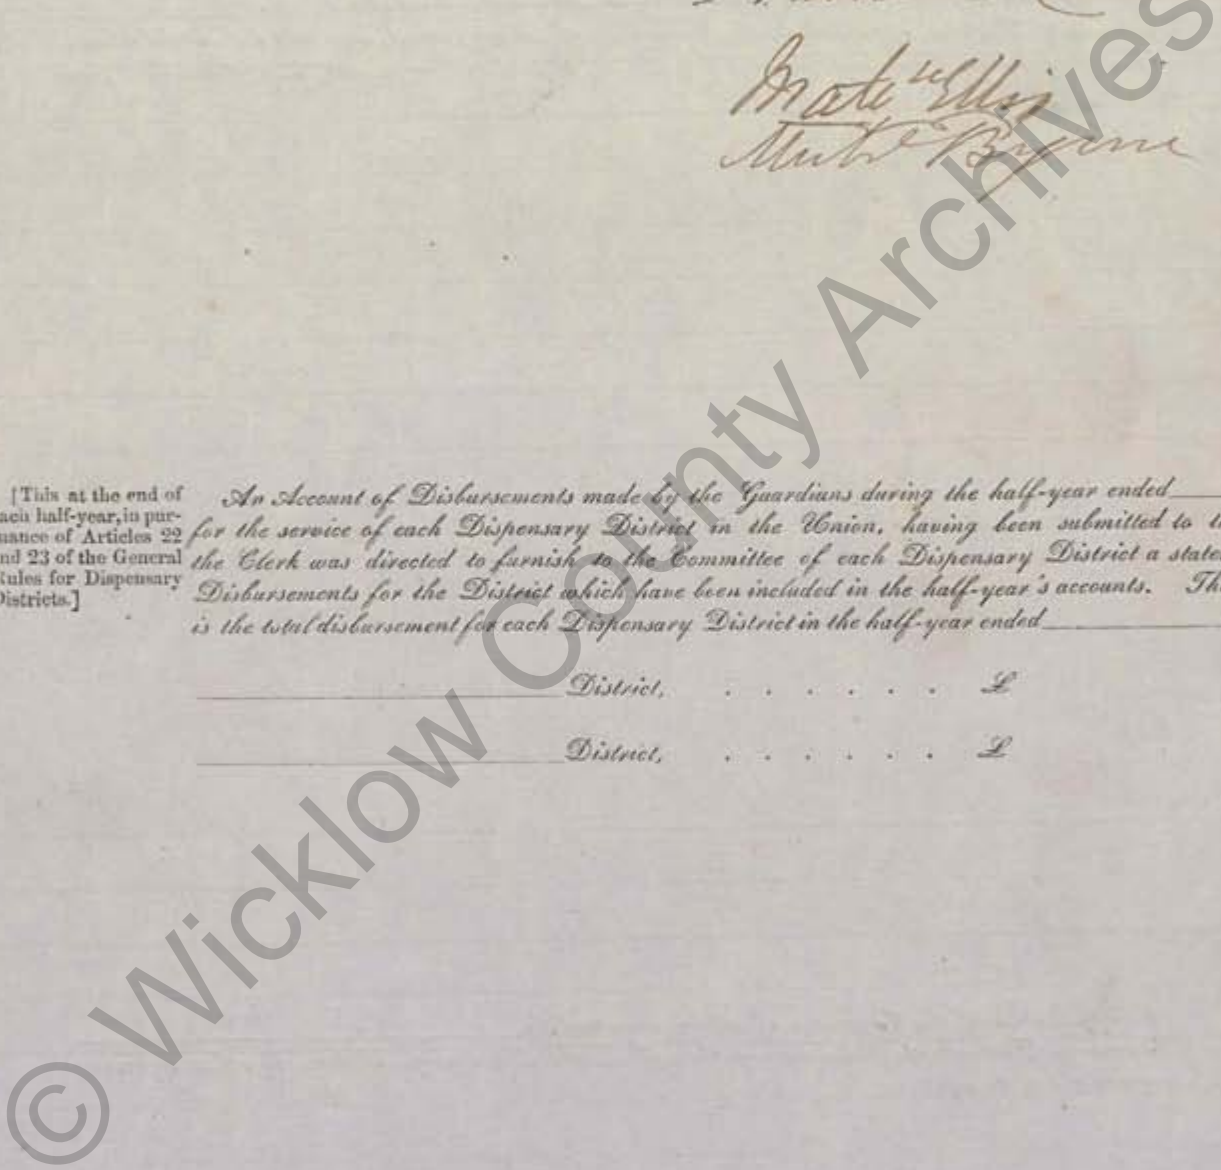 Matw Ellis
Byrne
[This at the end of
each half-year, in pur-
suance of Articles 22
and 23 of the General
Rules for Dispensary
Districts.]
An Account of Disbursements made by the Guardians during the half-year ended
for the service of each Dispensary District in the Union, having been submitted to
the Clerk was directed to furnish to the Committee of each Dispensary District a
Disbursements for the District which have been included in the half-year's accounts.
is the total disbursement for each Dispensary District in the half-year ended
District, . . . . . . £
District, . . . . . . £
© Wicklow County Archives